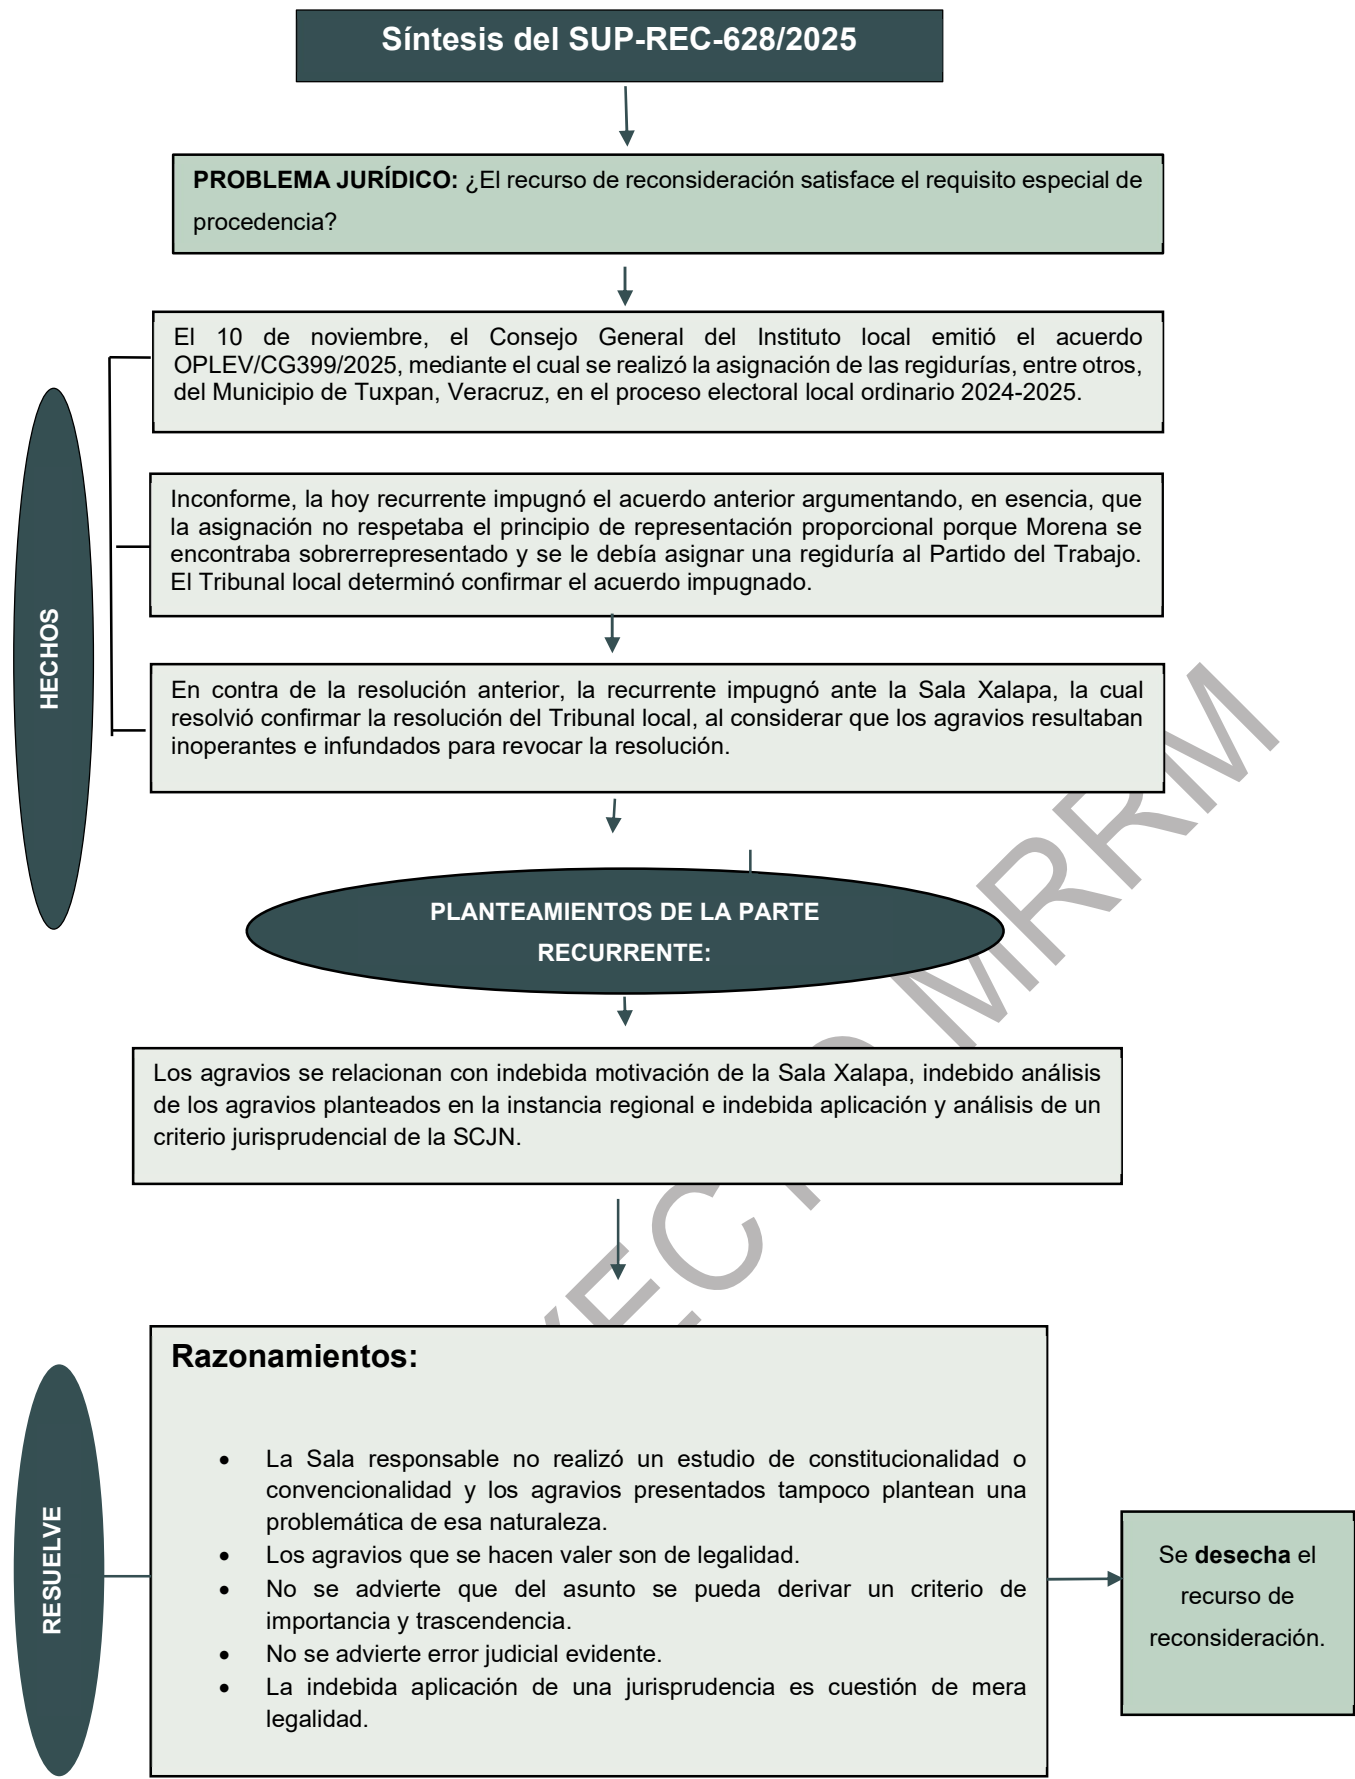 Síntesis del SUP-REC-628/2025
PROBLEMA JURÍDICO: ¿El recurso de reconsideración satisface el requisito especial de
procedencia?
HECHOS
El 10 de noviembre, el Consejo General del Instituto local emitió el acuerdo
OPLEV/CG399/2025, mediante el cual se realizó la asignación de las regidurías, entre otros,
del Municipio de Tuxpan, Veracruz, en el proceso electoral local ordinario 2024-2025.
Inconforme, la hoy recurrente impugnó el acuerdo anterior argumentando, en esencia, que
la asignación no respetaba el principio de representación proporcional porque Morena se
encontraba sobrerrepresentado y se le debía asignar una regiduría al Partido del Trabajo.
El Tribunal local determinó confirmar el acuerdo impugnado.
En contra de la resolución anterior, la recurrente impugnó ante la Sala Xalapa, la cual
resolvió confirmar la resolución del Tribunal local, al considerar que los agravios resultaban
inoperantes e infundados para revocar la resolución.
PLANTEAMIENTOS DE LA PARTE
RECURRENTE:
Los agravios se relacionan con indebida motivación de la Sala Xalapa, indebido análisis
de los agravios planteados en la instancia regional e indebida aplicación y análisis de un
criterio jurisprudencial de la SCJN.
RESUELVE
Razonamientos:
• La Sala responsable no realizó un estudio de constitucionalidad o
convencionalidad y los agravios presentados tampoco plantean una
problemática de esa naturaleza.
• Los agravios que se hacen valer son de legalidad.
• No se advierte que del asunto se pueda derivar un criterio de
importancia y trascendencia.
• No se advierte error judicial evidente.
• La indebida aplicación de una jurisprudencia es cuestión de mera
legalidad.
Se desecha el
recurso de
reconsideración.
MRRM